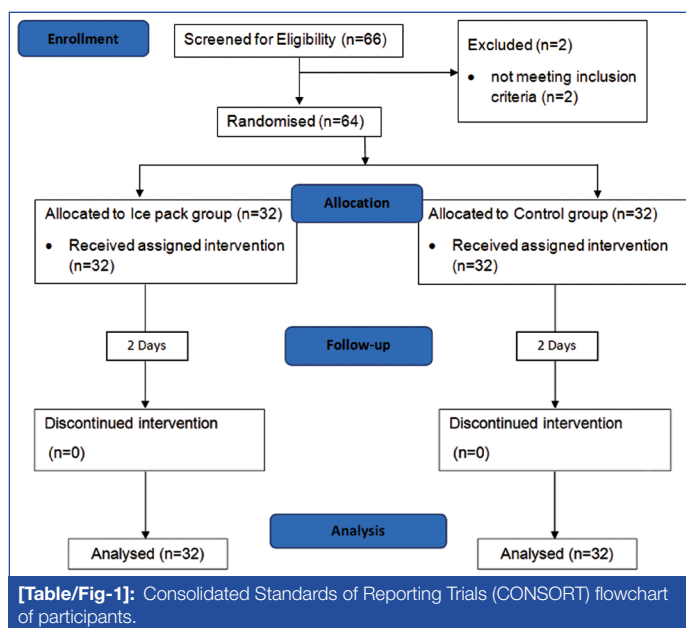 Enrollment
Screened for Eligibility (n=66)
Excluded (n=2)
• not meeting inclusion
criteria (n=2)
Randomised (n=64)
Allocation
Allocated to Ice pack group (n=32)
• Received assigned intervention
(n=32)
Allocated to Control group (n=32)
• Received assigned intervention
(n=32)
2 Days
Follow-up
2 Days
Discontinued intervention
(n=0)
Discontinued intervention
(n=0)
Analysis
Analysed (n=32)
Analysed (n=32)
[Table/Fig-1]: Consolidated Standards of Reporting Trials (CONSORT) flowchart
of participants.